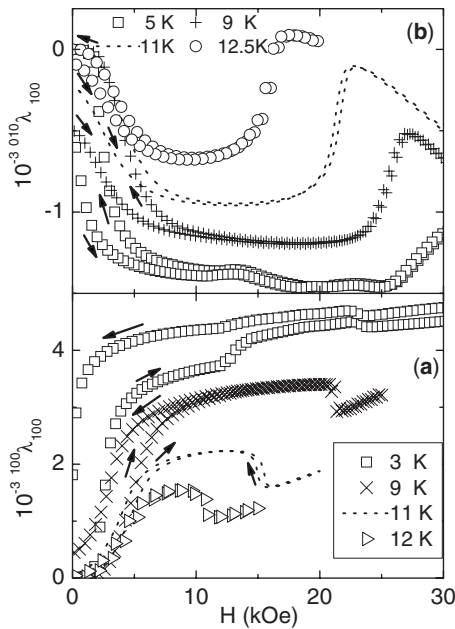 □ 5 K + 9 K (b)
11K ○ 12.5K
0
-1
10⁻³ ⁰¹⁰λ₁₀₀
(a)
4
2
0
10⁻³ ¹⁰⁰λ₁₀₀
□ 3 K
× 9 K
11 K
▷ 12 K
0 10 20 30
H (kOe)